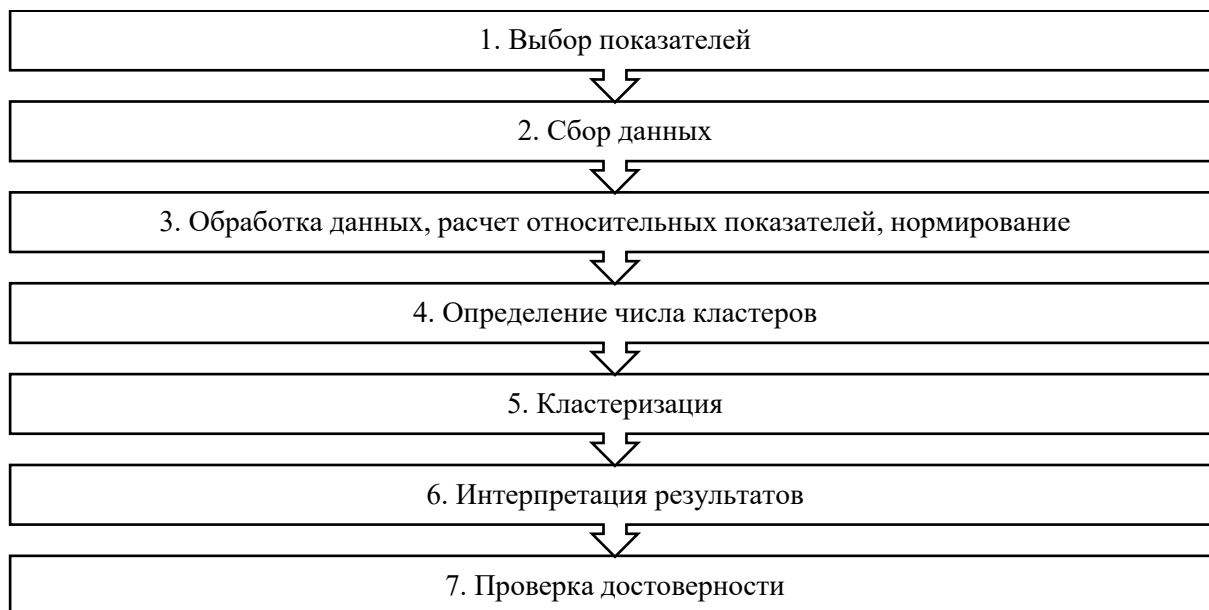 1. Выбор показателей
2. Сбор данных
3. Обработка данных, расчет относительных показателей, нормирование
4. Определение числа кластеров
5. Кластеризация
6. Интерпретация результатов
7. Проверка достоверности